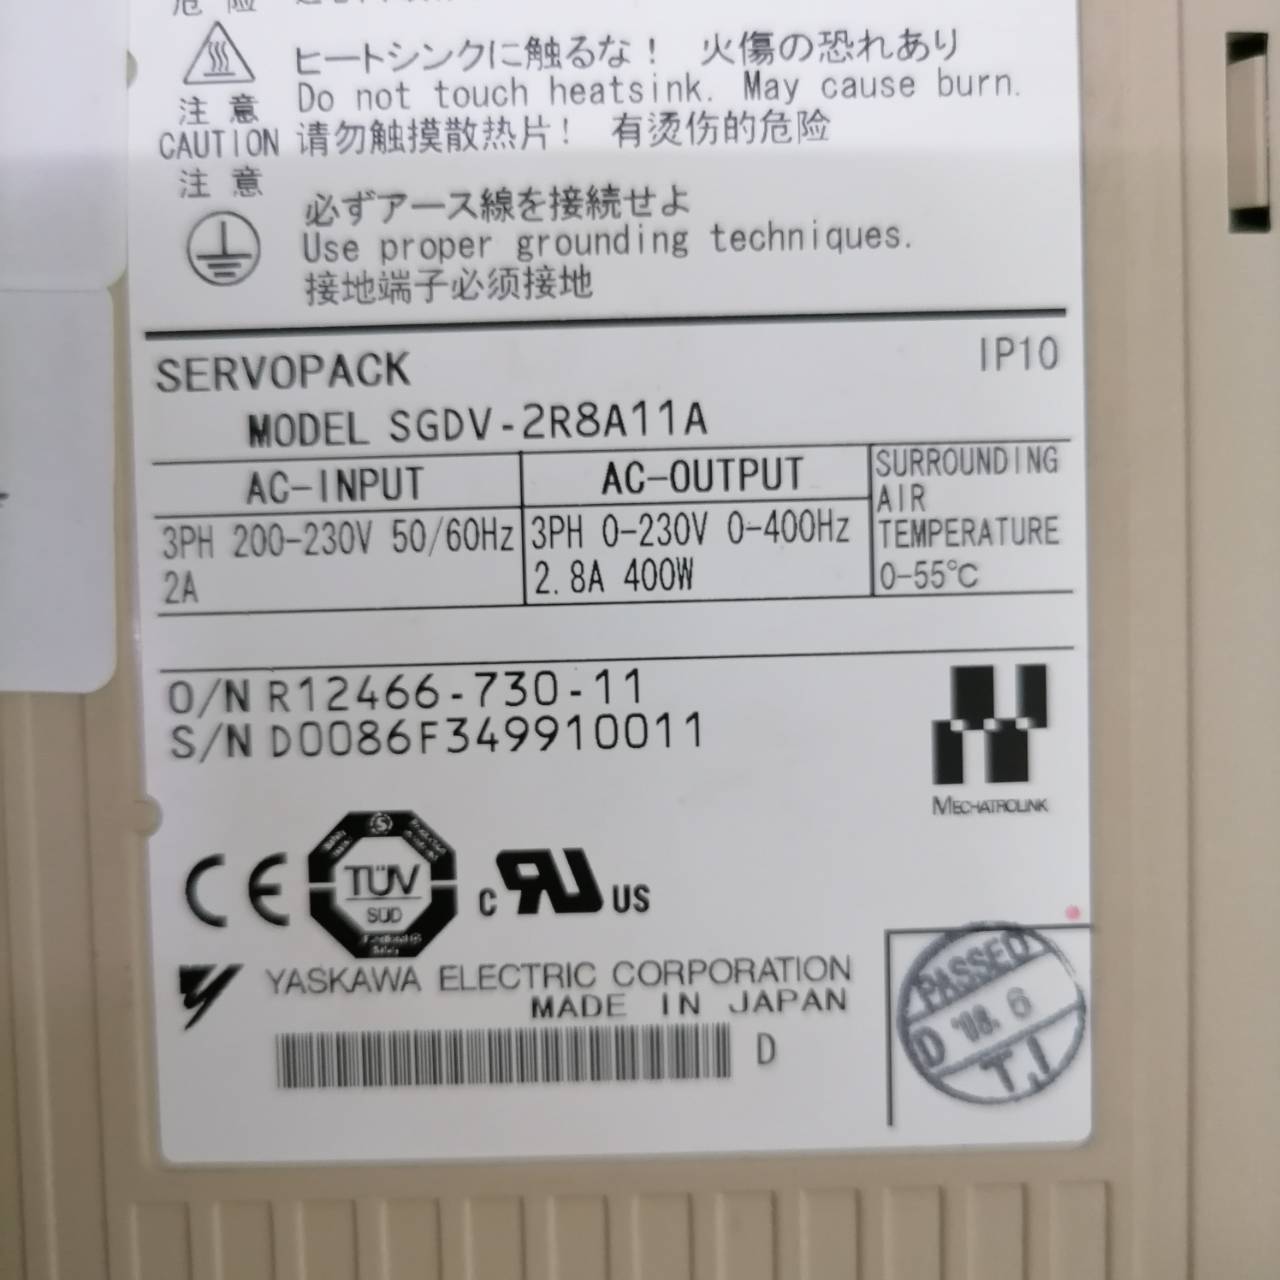 危 险
ヒートシンクに触るな! 火傷の恐れあり
注 意
Do not touch heatsink. May cause burn.
CAUTION
请勿触摸散热片! 有烫伤的危险
注 意
必ずアース線を接続せよ
Use proper grounding techniques.
接地端子必须接地
SERVOPACK
IP10
MODEL SGDV-2R8A11A
AC-INPUT
3PH 200-230V 50/60Hz
2A
AC-OUTPUT
3PH 0-230V 0-400Hz
2.8A 400W
SURROUNDING
AIR
TEMPERATURE
0-55℃
O/N R12466-730-11
S/N D0086F349910011
MECHATROLINK
CE
TÜV
SÜD
c RU US
YASKAWA ELECTRIC CORPORATION
MADE IN JAPAN
D
PASSED
D '08. 6
T.I